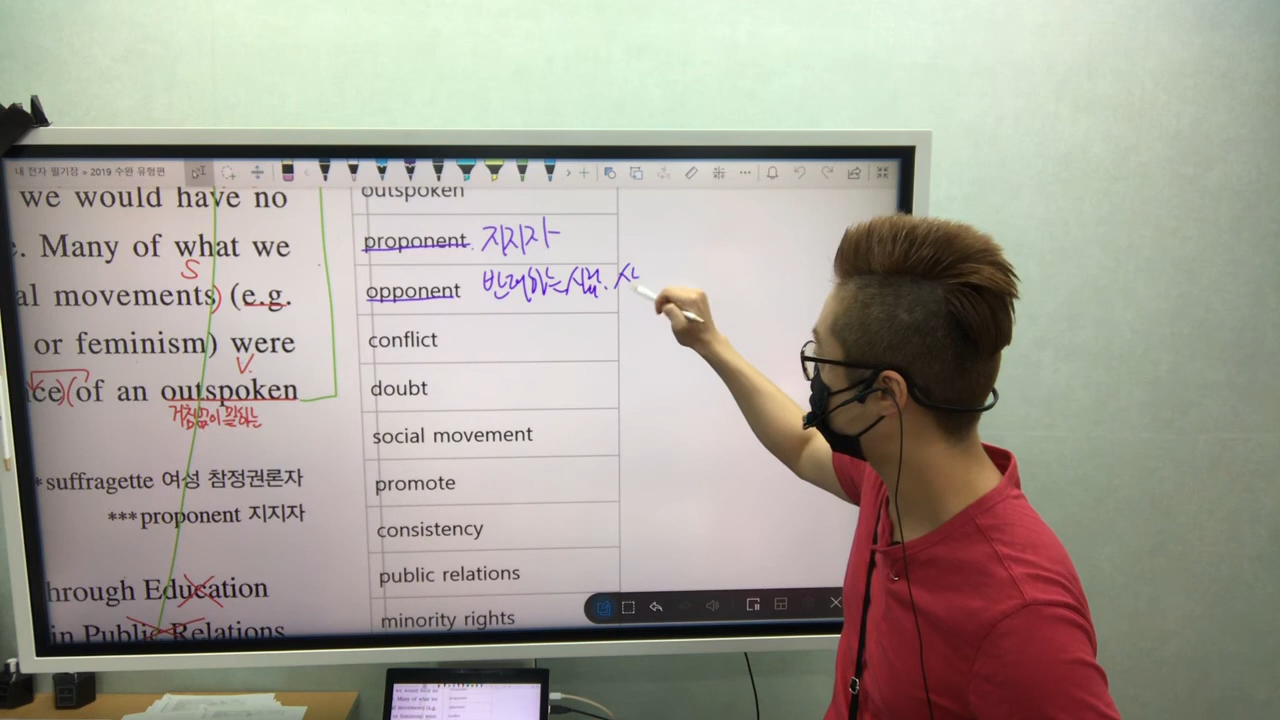 내 전자 필기장 » 2019 수완 유형편
we would have no
. Many of what we
S
al movements) (e.g.
or feminism) were
V.
ce) (of an outspoken
거침없이 말하는
*suffragette 여성 참정권론자
***proponent 지지자
hrough Education
in Public Relations
outspoken
proponent 지지자
opponent 반대하는 사람.
conflict
doubt
social movement
promote
consistency
public relations
minority rights